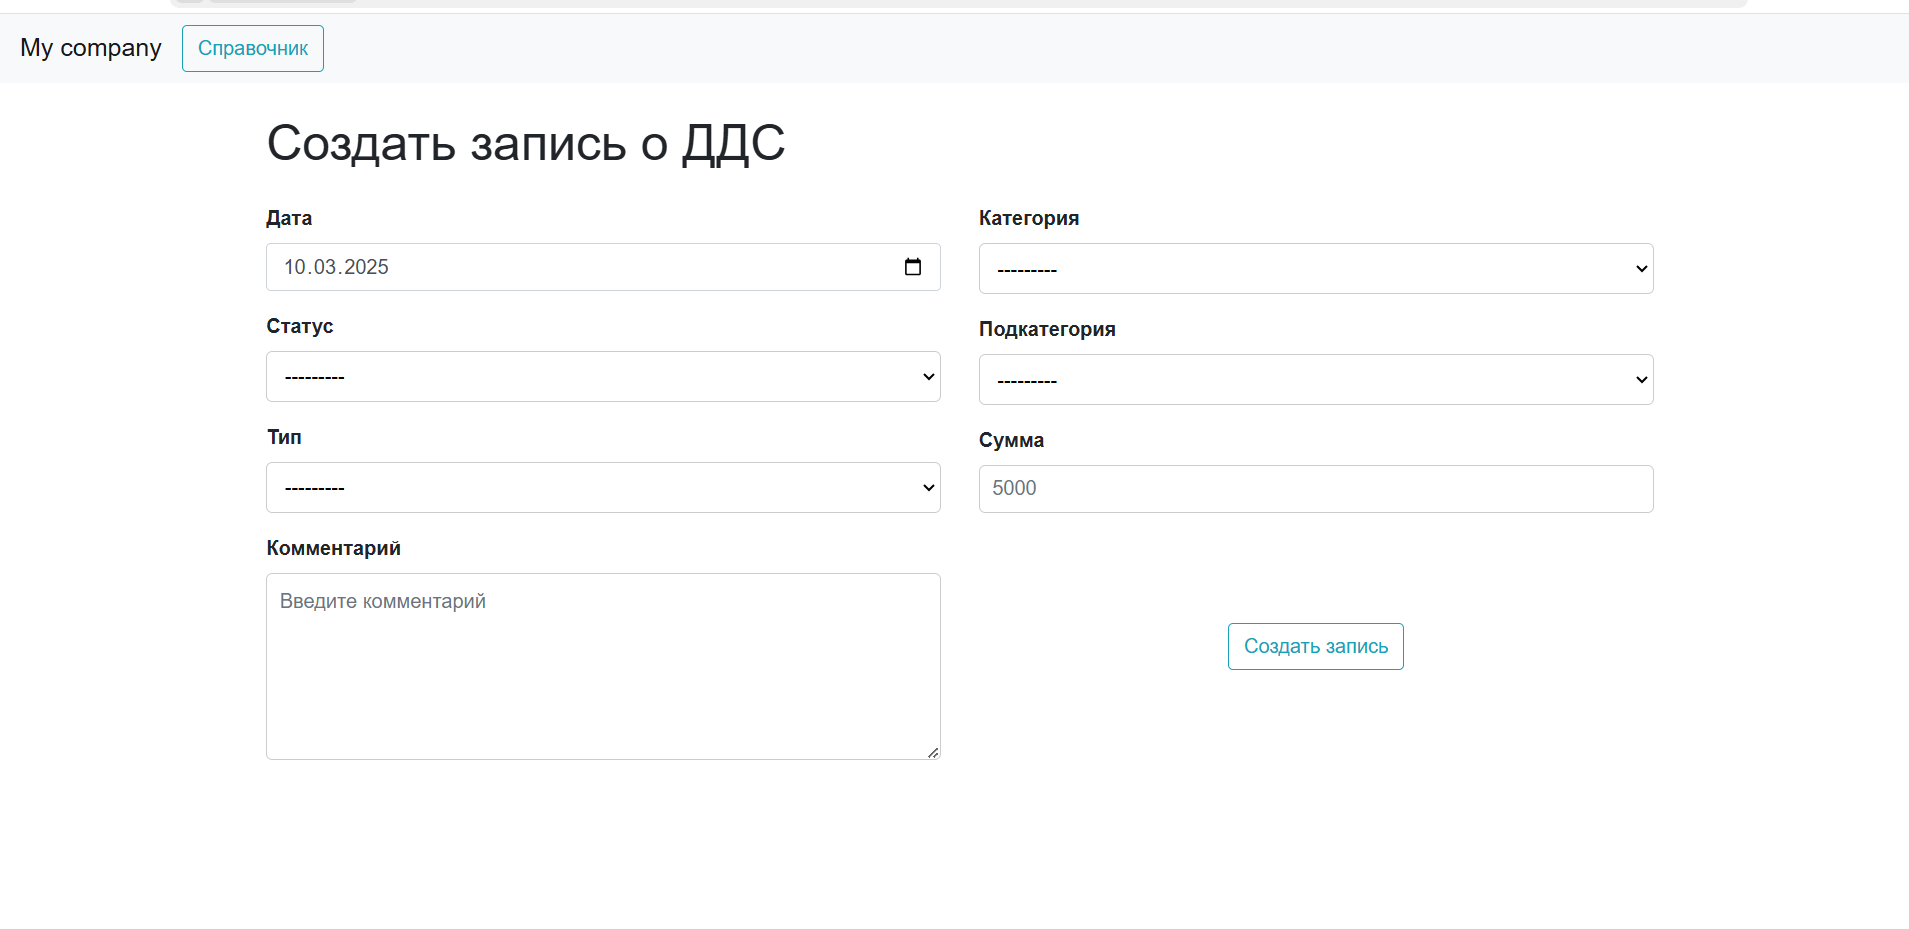 My company
Справочник
Создать запись о ДДС
Дата
10.03.2025
Статус
---------
Тип
---------
Комментарий
Введите комментарий
Категория
---------
Подкатегория
---------
Сумма
5000
Создать запись